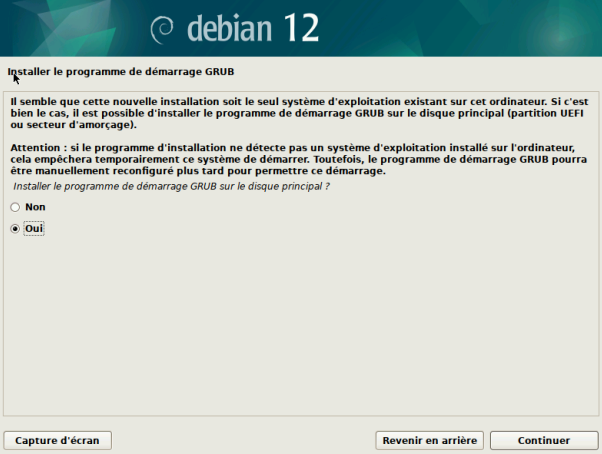 debian 12
Installer le programme de démarrage GRUB
Il semble que cette nouvelle installation soit le seul système d'exploitation existant sur cet ordinateur. Si c'est
bien le cas, il est possible d'installer le programme de démarrage GRUB sur le disque principal (partition UEFI
ou secteur d'amorçage).
Attention : si le programme d'installation ne détecte pas un système d'exploitation installé sur l'ordinateur,
cela empêchera temporairement ce système de démarrer. Toutefois, le programme de démarrage GRUB pourra
être manuellement reconfiguré plus tard pour permettre ce démarrage.
Installer le programme de démarrage GRUB sur le disque principal ?
Non
Oui
Capture d'écran
Revenir en arrière
Continuer